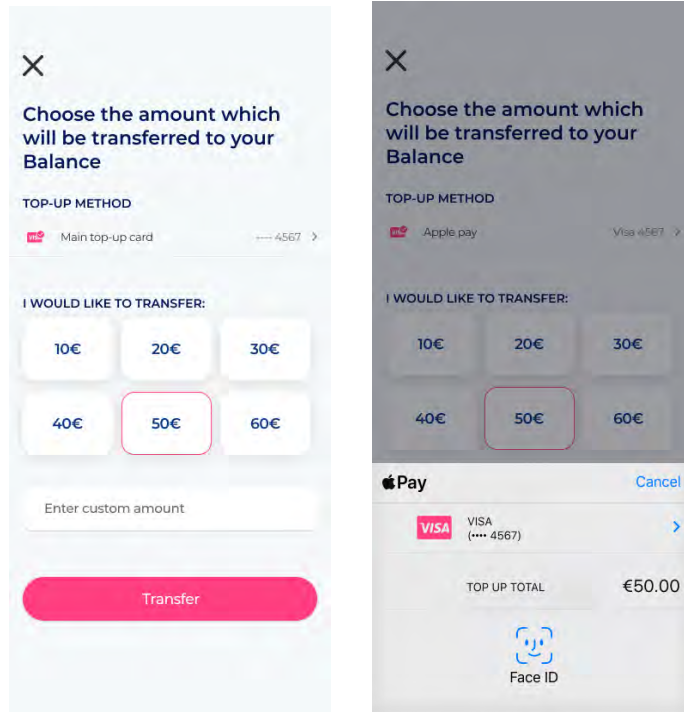 Choose the amount which
will be transferred to your
Balance
TOP-UP METHOD
VISA Main top-up card ···· 4567 >
I WOULD LIKE TO TRANSFER:
10€ 20€ 30€
40€ 50€ 60€
Enter custom amount
Transfer
Choose the amount which
will be transferred to your
Balance
TOP-UP METHOD
VISA Apple pay Visa 4567 >
I WOULD LIKE TO TRANSFER:
10€ 20€ 30€
40€ 50€ 60€
Pay Cancel
VISA VISA
(•••• 4567) >
TOP UP TOTAL €50.00
Face ID